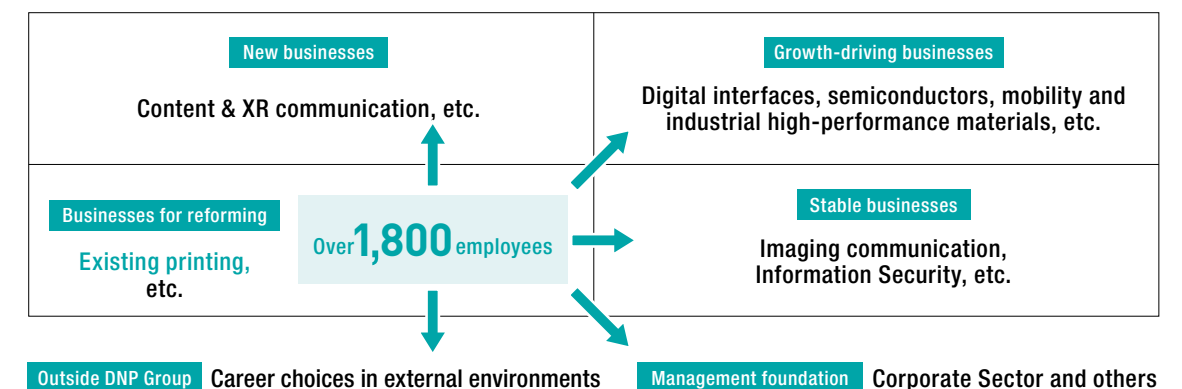 New businesses
Content & XR communication, etc.
Growth-driving businesses
Digital interfaces, semiconductors, mobility and
industrial high-performance materials, etc.
Businesses for reforming
Existing printing,
etc.
Over 1,800 employees
Stable businesses
Imaging communication,
Information Security, etc.
Outside DNP Group Career choices in external environments
Management foundation Corporate Sector and others